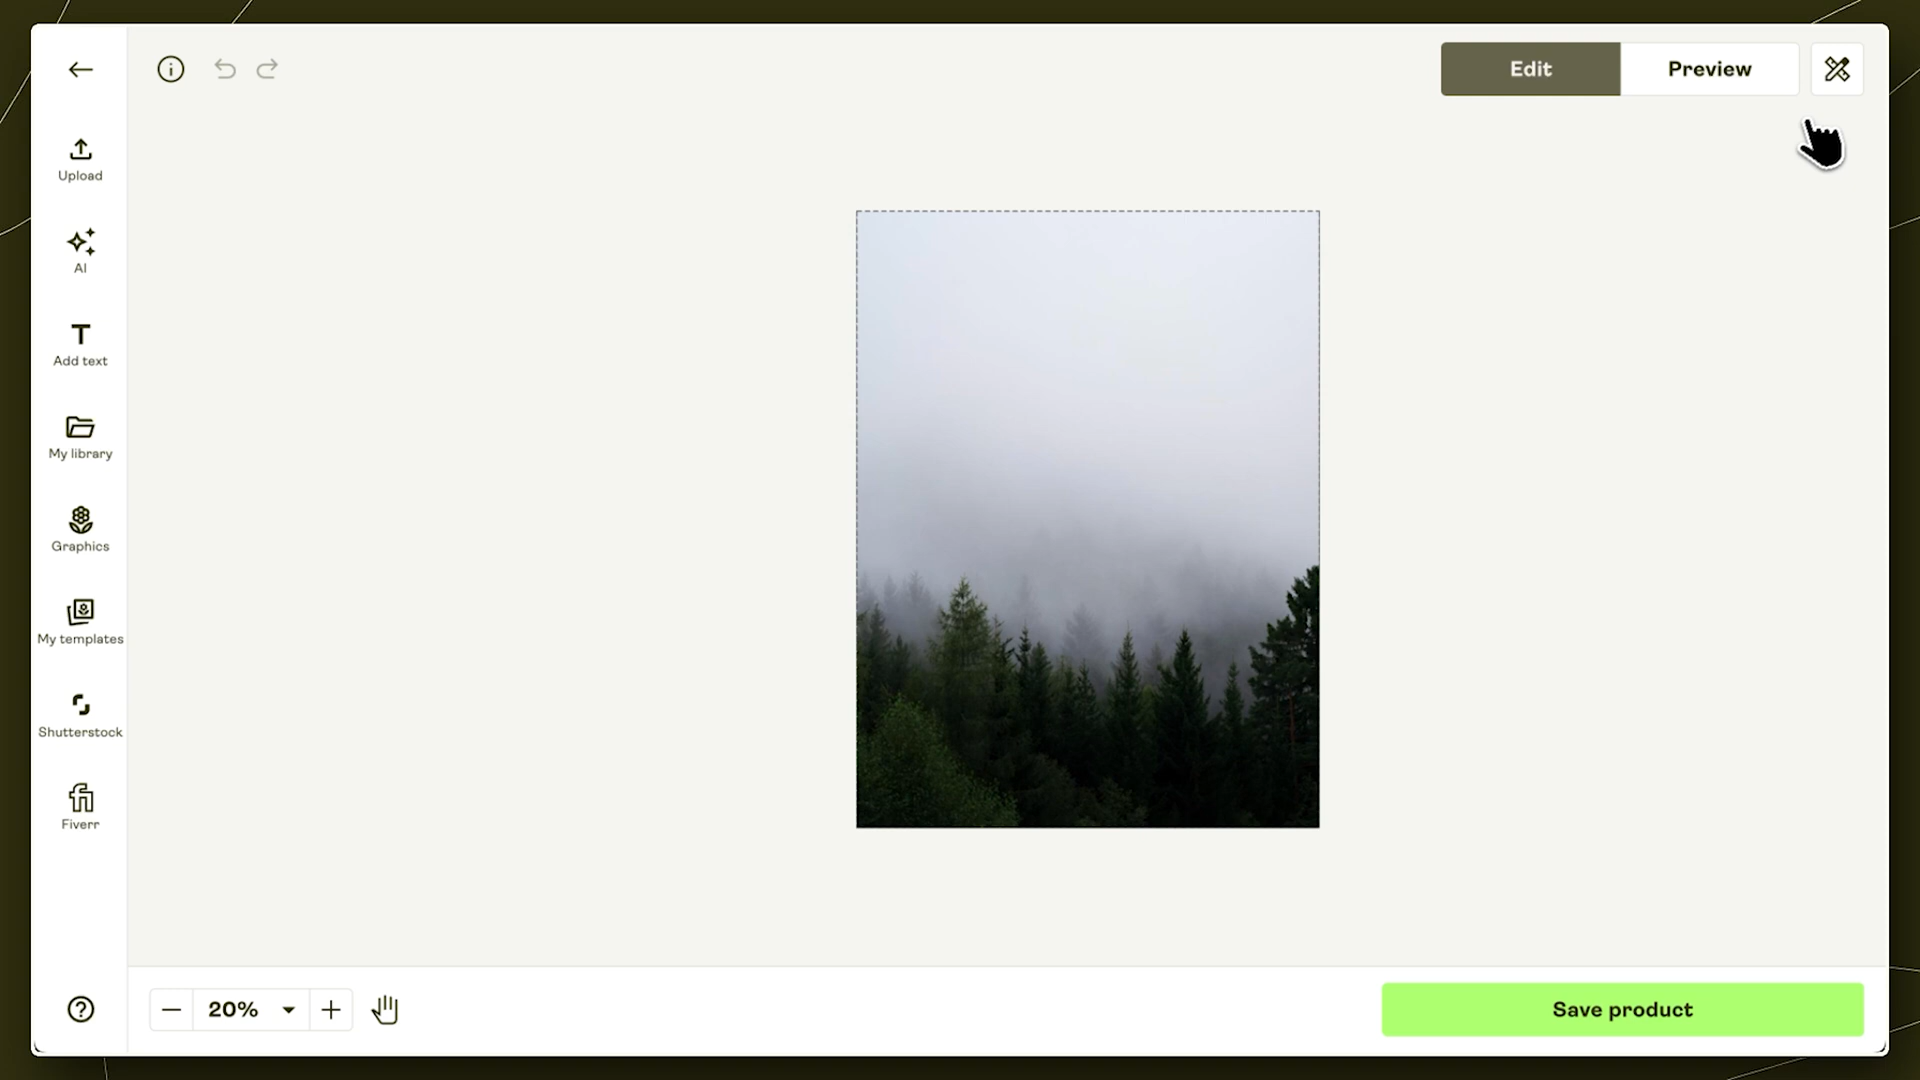 Edit
Preview
Upload
AI
Add text
My library
Graphics
My templates
Shutterstock
Fiverr
20%
Save product